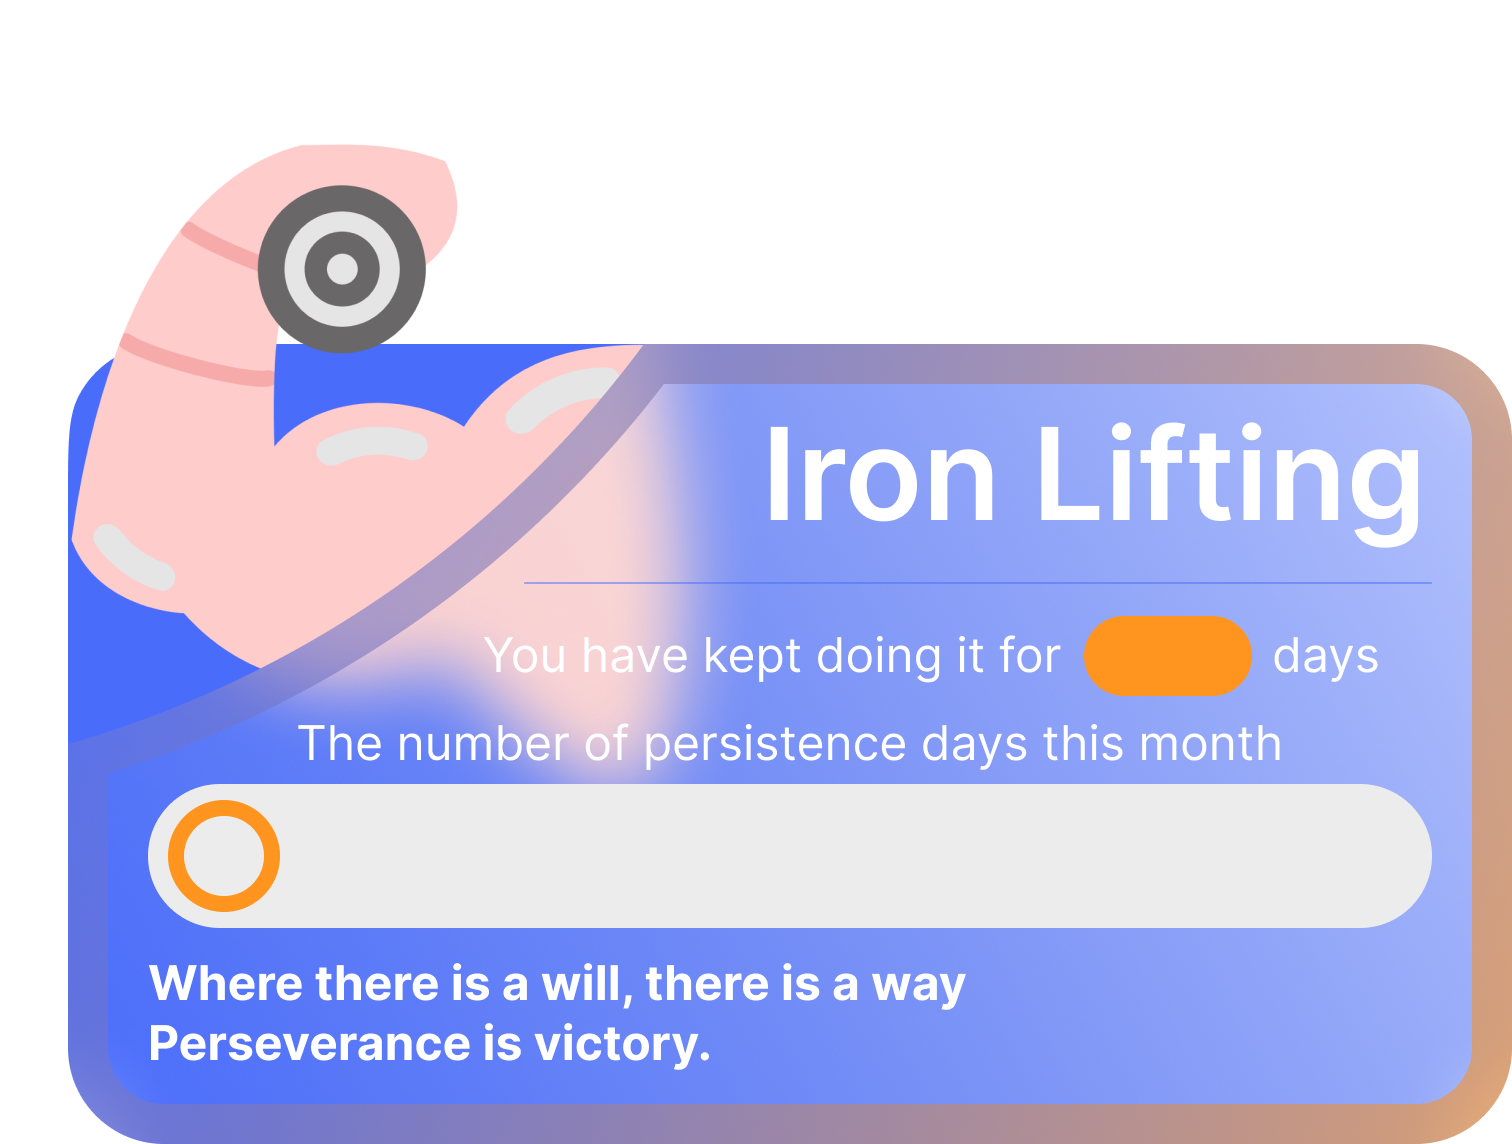 Iron Lifting
You have kept doing it for days
The number of persistence days this month
Where there is a will, there is a way
Perseverance is victory.